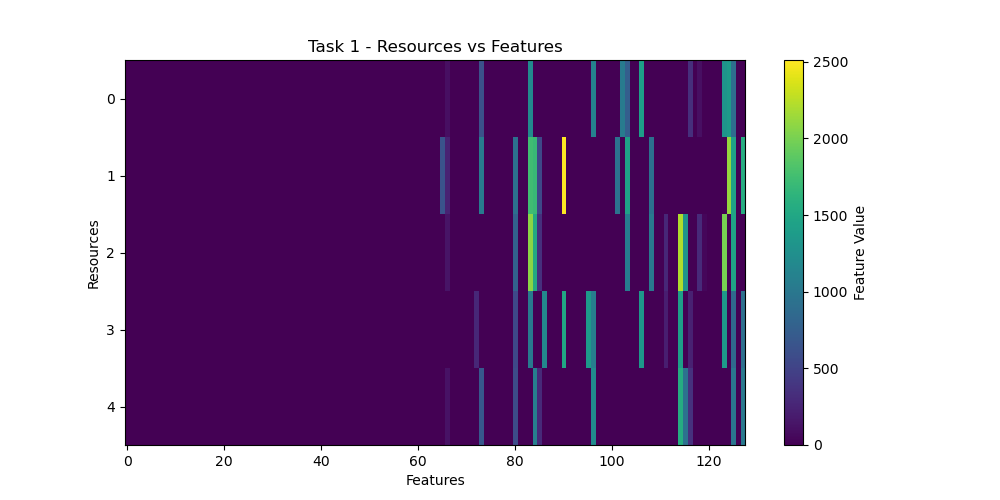 Task 1 - Resources vs Features
Resources
0
1
2
3
4
0 20 40 60 80 100 120
Features
2500
2000
1500
1000
500
0
Feature Value